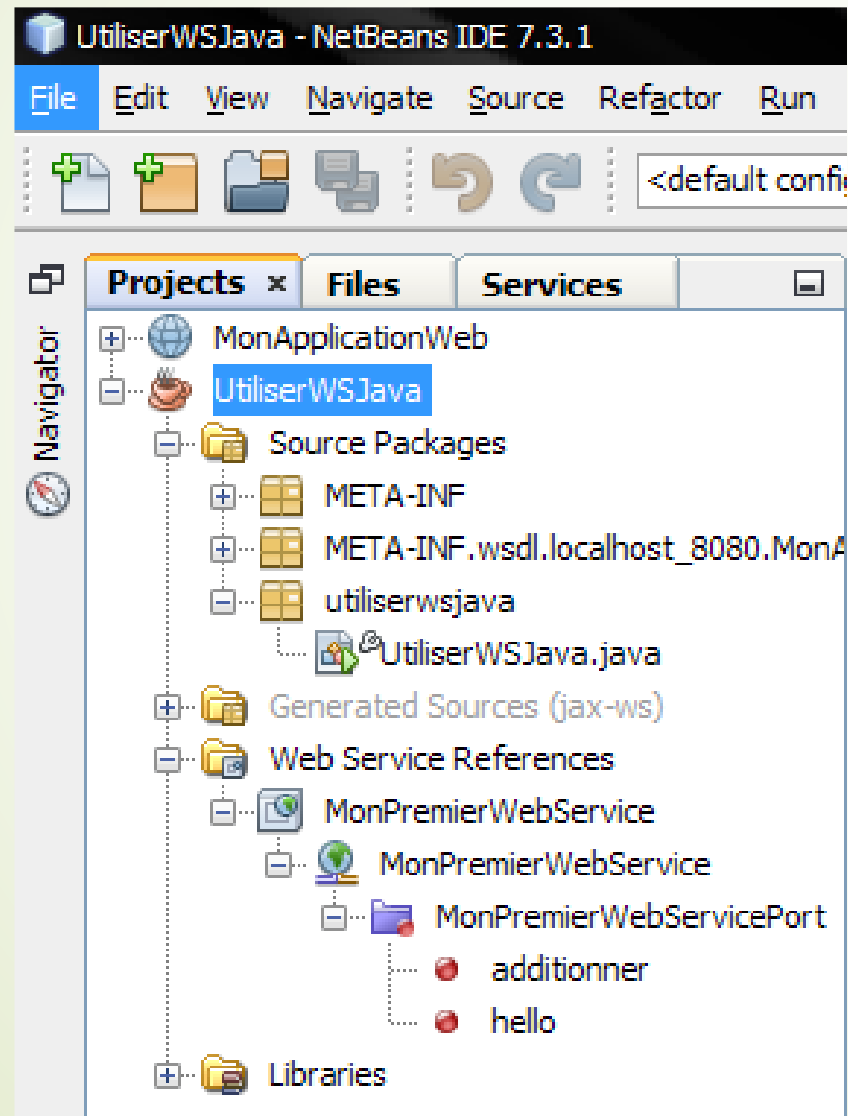 UtiliserWSJava - NetBeans IDE 7.3.1
File Edit View Navigate Source Refactor Run
<default confi
Projects × Files Services
Navigator
MonApplicationWeb
UtiliserWSJava
Source Packages
META-INF
META-INF.wsdl.localhost_8080.MonA
utiliserwsjava
UtiliserWSJava.java
Generated Sources (jax-ws)
Web Service References
MonPremierWebService
MonPremierWebService
MonPremierWebServicePort
additionner
hello
Libraries